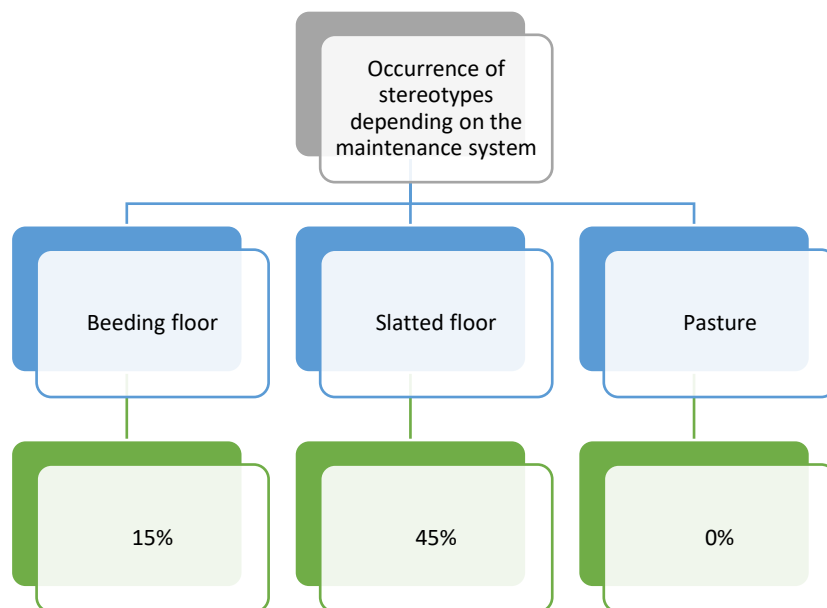 Occurrence of
stereotypes
depending on the
maintenance system
Beeding floor
Slatted floor
Pasture
15%
45%
0%